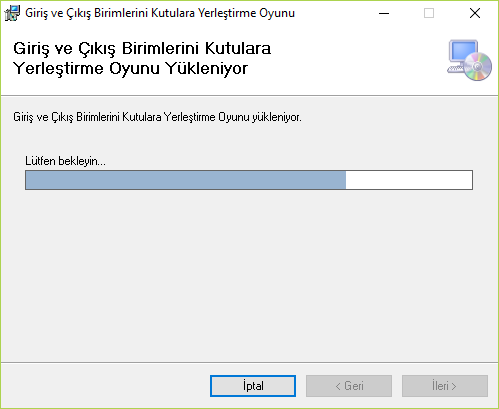 Giriş ve Çıkış Birimlerini Kutulara Yerleştirme Oyunu
Giriş ve Çıkış Birimlerini Kutulara
Yerleştirme Oyunu Yükleniyor
Giriş ve Çıkış Birimlerini Kutulara Yerleştirme Oyunu yükleniyor.
Lütfen bekleyin...
İptal
< Geri
İleri >